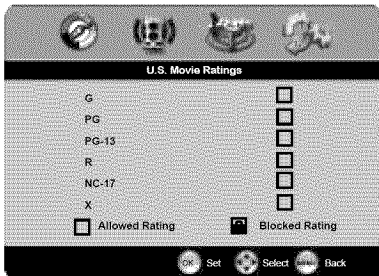 U.S. Movie Ratings
G
PG
PG-13
R
NC-17
X
Allowed Rating Blocked Rating
OK Set Select Back